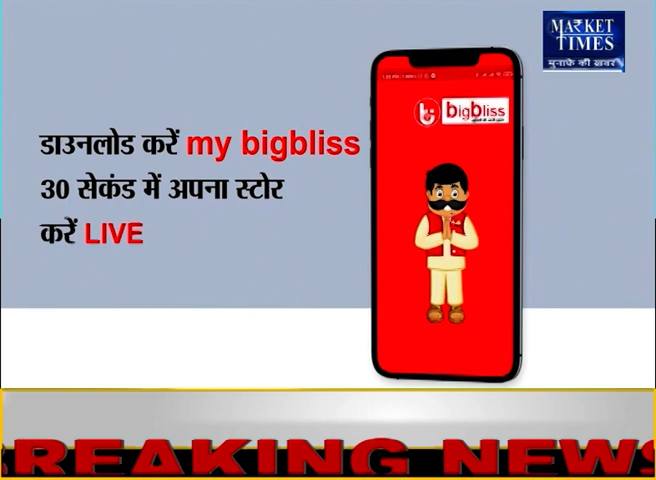 MARKET
TIMES
मुनाफे की खबर
bigbliss
डाउनलोड करें my bigbliss
30 सेकंड में अपना स्टोर
करें LIVE
BREAKING NEWS